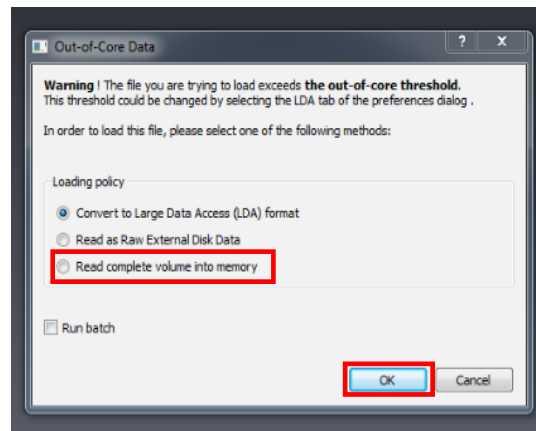 Out-of-Core Data
? X
Warning ! The file you are trying to load exceeds the out-of-core threshold.
This threshold could be changed by selecting the LDA tab of the preferences dialog .
In order to load this file, please select one of the following methods:
Loading policy
Convert to Large Data Access (LDA) format
Read as Raw External Disk Data
Read complete volume into memory
Run batch
OK Cancel